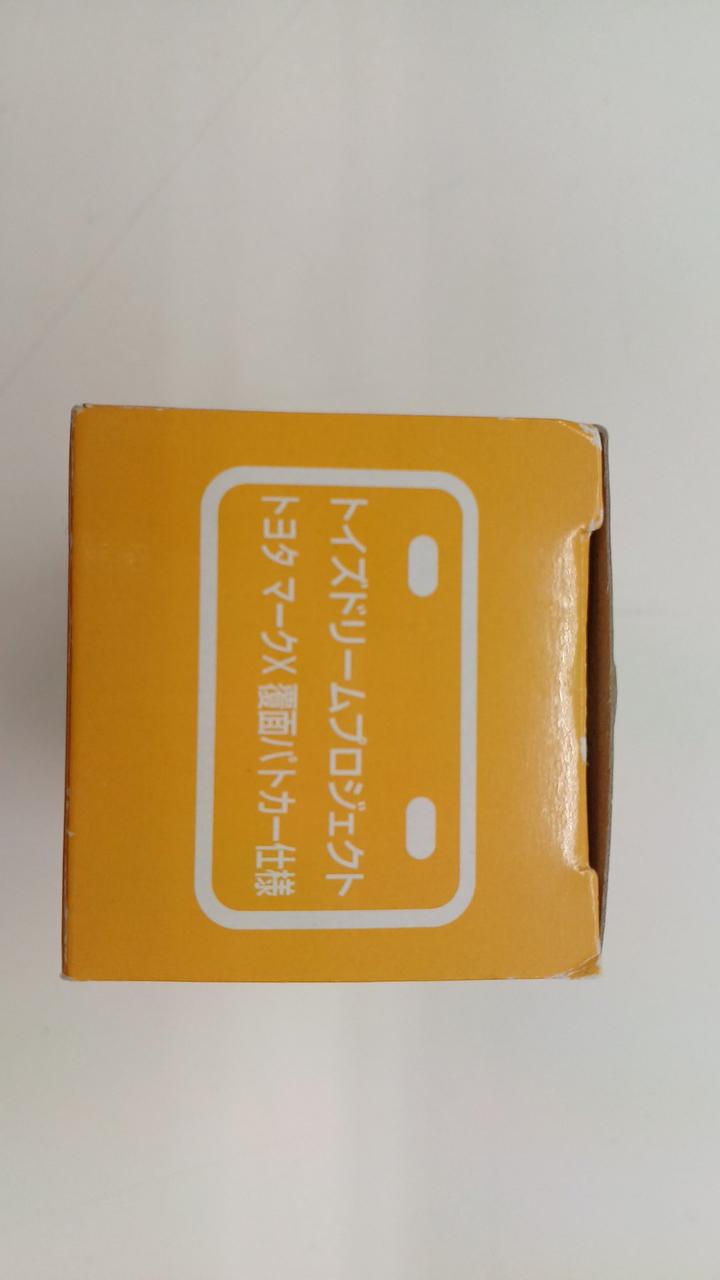 トイズドリームプロジェクト
トヨタ マークX 覆面パトカー仕様